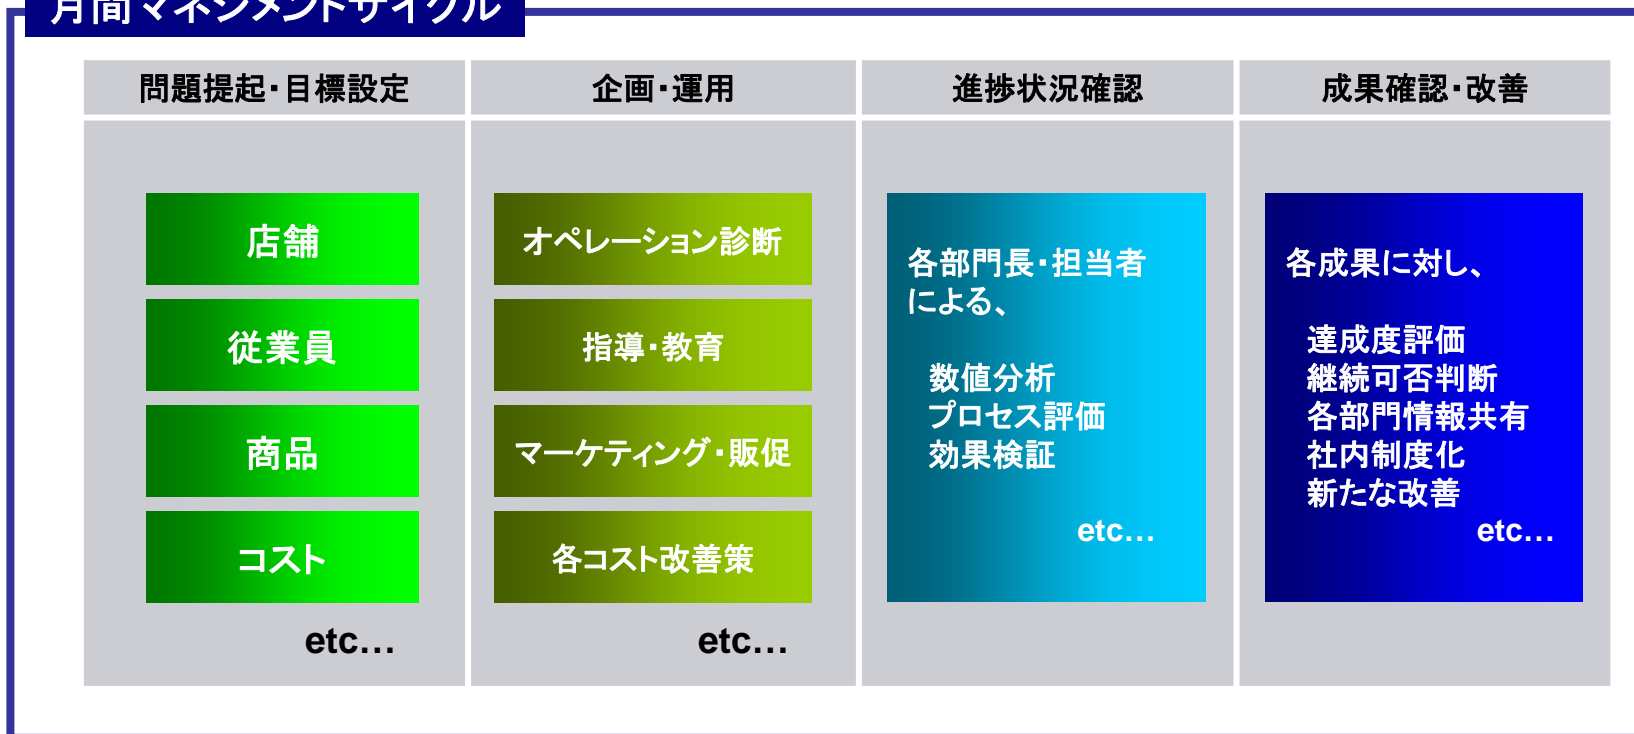 月間マネジメントサイクル
問題提起・目標設定
企画・運用
進捗状況確認
成果確認・改善
店舗
従業員
商品
コスト
etc…
オペレーション診断
指導・教育
マーケティング・販促
各コスト改善策
etc…
各部門長・担当者
による、
数値分析
プロセス評価
効果検証
etc…
各成果に対し、
達成度評価
継続可否判断
各部門情報共有
社内制度化
新たな改善
etc…